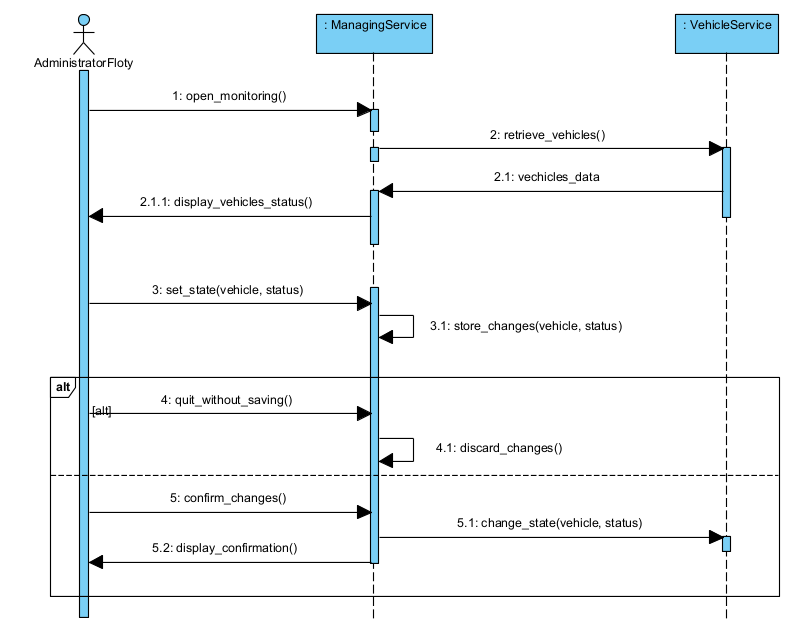 : ManagingService
: VehicleService
AdministratorFloty
1: open_monitoring()
2: retrieve_vehicles()
2.1: vechicles_data
2.1.1: display_vehicles_status()
3: set_state(vehicle, status)
3.1: store_changes(vehicle, status)
alt
4: quit_without_saving()
[alt]
4.1: discard_changes()
5: confirm_changes()
5.1: change_state(vehicle, status)
5.2: display_confirmation()